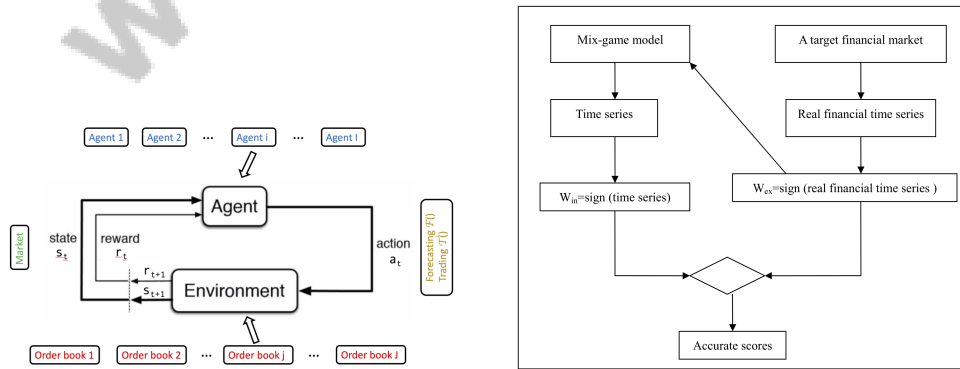 Agent 1 Agent 2 ... Agent i ... Agent I
Agent
Market
state
s_t
reward
r_t
action
a_t
Forecasting F()
Trading T()
r_{t+1}
s_{t+1}
Environment
Order book 1 Order book 2 ... Order book j ... Order book J
Mix-game model
A target financial market
Time series
Real financial time series
W_in=sign (time series)
W_ex=sign (real financial time series )
Accurate scores